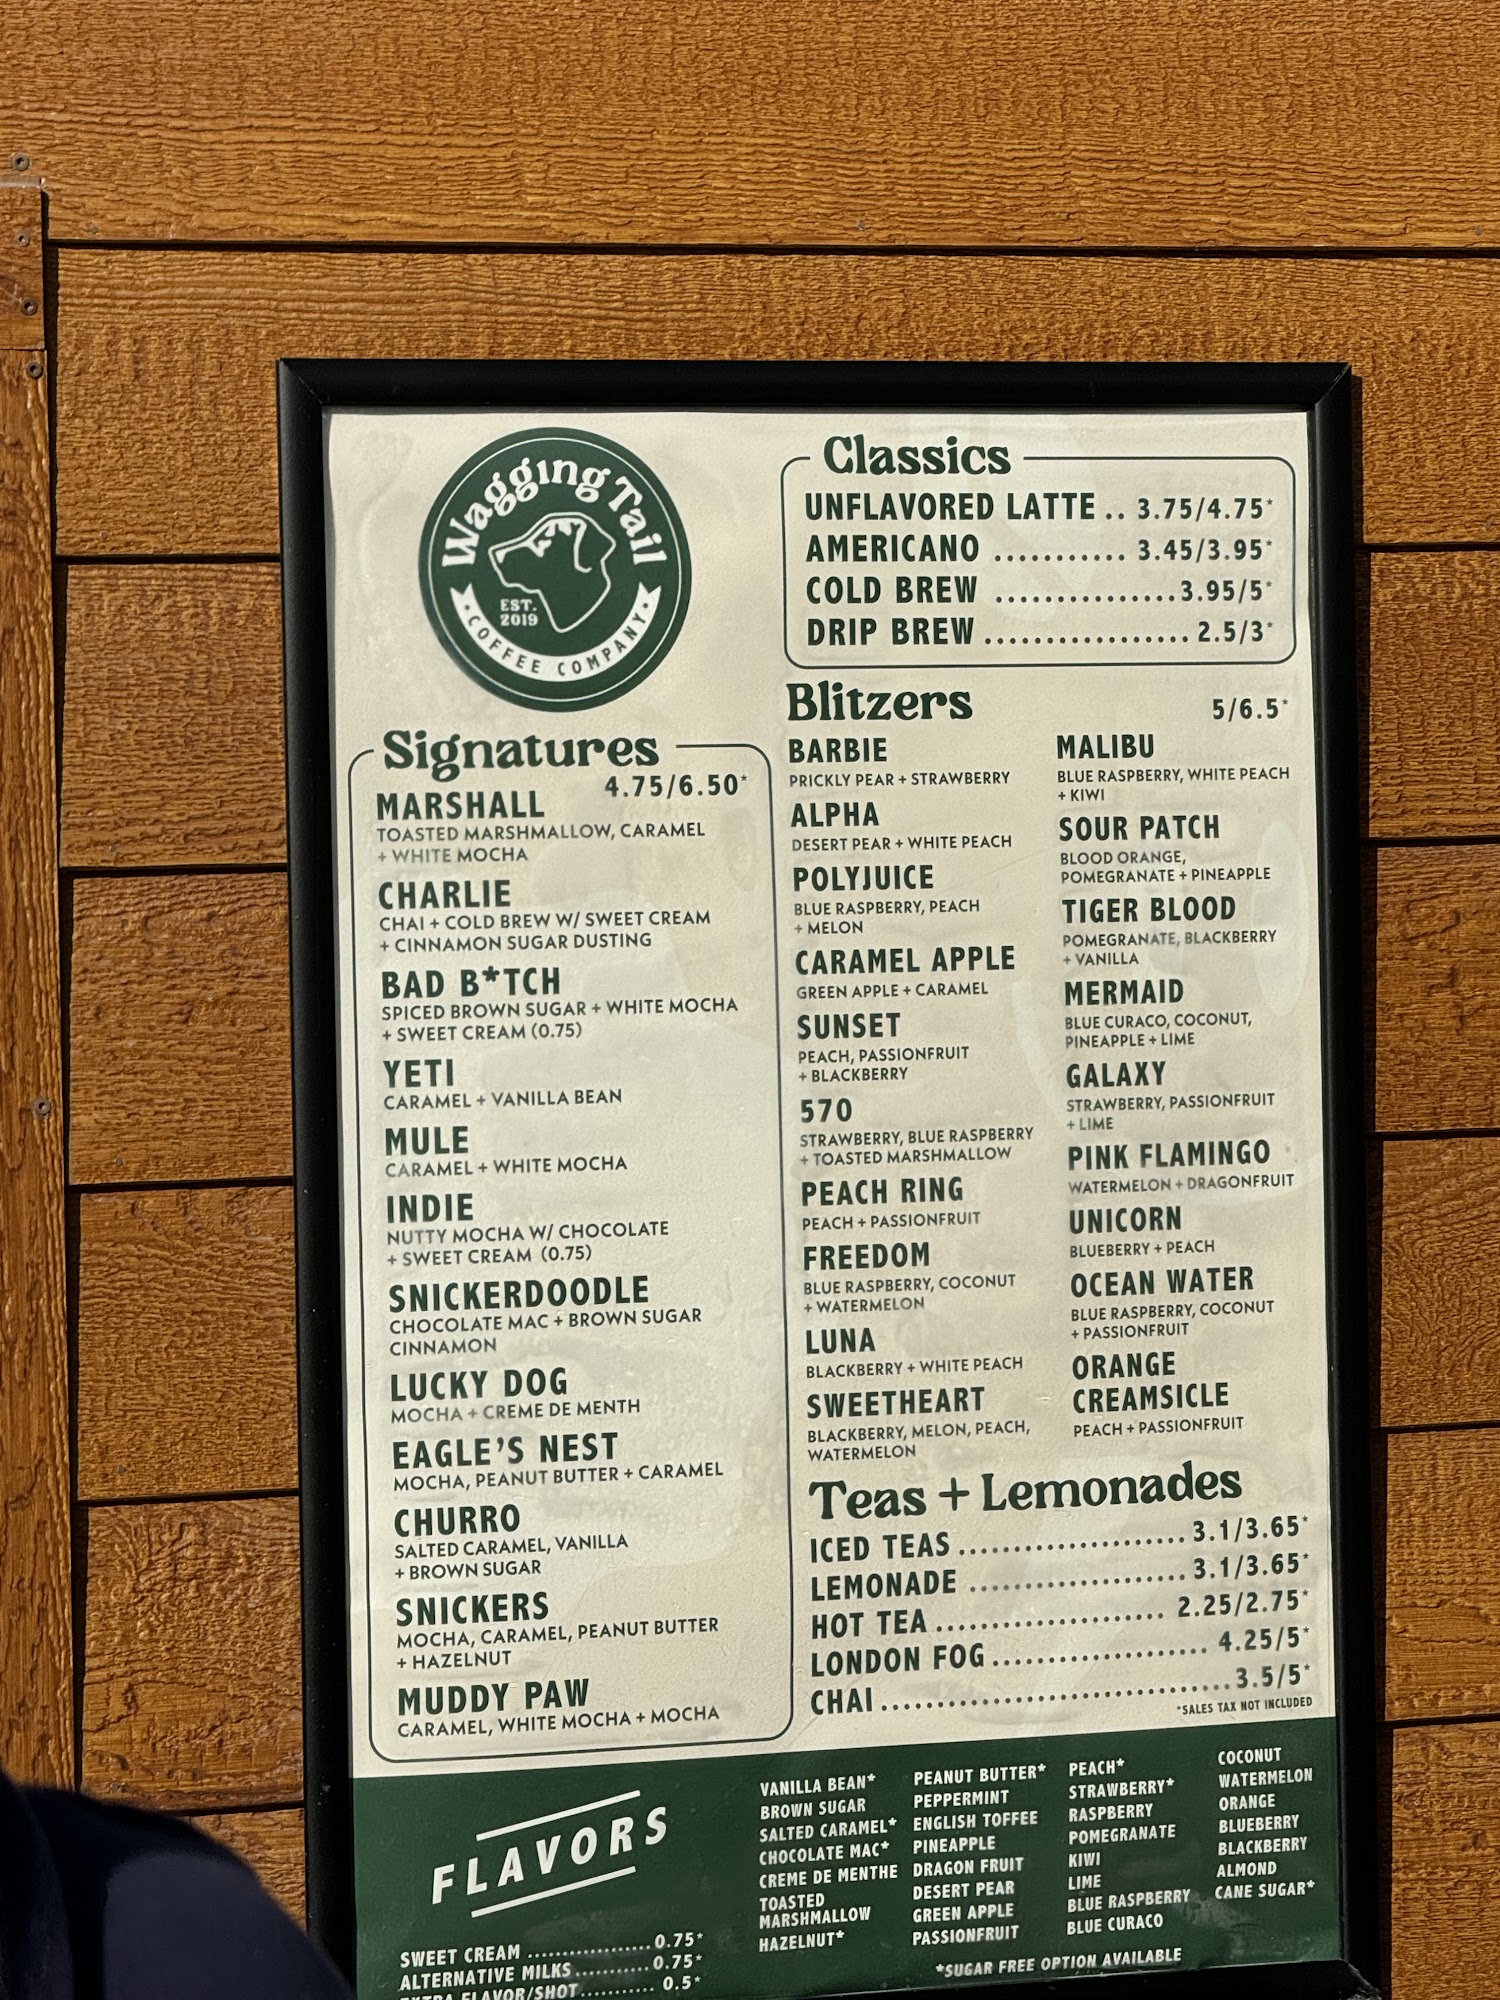 Wagging Tail
EST.
2019
COFFEE COMPANY
Signatures
4.75/6.50*
MARSHALL
TOASTED MARSHMALLOW, CARAMEL
+ WHITE MOCHA
CHARLIE
CHAI + COLD BREW W/ SWEET CREAM
+ CINNAMON SUGAR DUSTING
BAD B*TCH
SPICED BROWN SUGAR + WHITE MOCHA
+ SWEET CREAM (0.75)
YETI
CARAMEL + VANILLA BEAN
MULE
CARAMEL + WHITE MOCHA
INDIE
NUTTY MOCHA W/ CHOCOLATE
+ SWEET CREAM (0.75)
SNICKERDOODLE
CHOCOLATE MAC + BROWN SUGAR
CINNAMON
LUCKY DOG
MOCHA + CREME DE MENTH
EAGLE'S NEST
MOCHA, PEANUT BUTTER + CARAMEL
CHURRO
SALTED CARAMEL, VANILLA
+ BROWN SUGAR
SNICKERS
MOCHA, CARAMEL, PEANUT BUTTER
+ HAZELNUT
MUDDY PAW
CARAMEL, WHITE MOCHA + MOCHA
Classics
UNFLAVORED LATTE .. 3.75/4.75*
AMERICANO ........... 3.45/3.95*
COLD BREW ...............3.95/5*
DRIP BREW ................. 2.5/3*
Blitzers 5/6.5*
BARBIE
PRICKLY PEAR + STRAWBERRY
ALPHA
DESERT PEAR + WHITE PEACH
POLYJUICE
BLUE RASPBERRY, PEACH
+ MELON
CARAMEL APPLE
GREEN APPLE + CARAMEL
SUNSET
PEACH, PASSIONFRUIT
+ BLACKBERRY
570
STRAWBERRY, BLUE RASPBERRY
+ TOASTED MARSHMALLOW
PEACH RING
PEACH + PASSIONFRUIT
FREEDOM
BLUE RASPBERRY, COCONUT
+ WATERMELON
LUNA
BLACKBERRY + WHITE PEACH
SWEETHEART
BLACKBERRY, MELON, PEACH,
WATERMELON
MALIBU
BLUE RASPBERRY, WHITE PEACH
+ KIWI
SOUR PATCH
BLOOD ORANGE,
POMEGRANATE + PINEAPPLE
TIGER BLOOD
POMEGRANATE, BLACKBERRY
+ VANILLA
MERMAID
BLUE CURACO, COCONUT,
PINEAPPLE + LIME
GALAXY
STRAWBERRY, PASSIONFRUIT
+ LIME
PINK FLAMINGO
WATERMELON + DRAGONFRUIT
UNICORN
BLUEBERRY + PEACH
OCEAN WATER
BLUE RASPBERRY, COCONUT
+ PASSIONFRUIT
ORANGE
CREAMSICLE
PEACH + PASSIONFRUIT
Teas + Lemonades
ICED TEAS .................... 3.1/3.65*
LEMONADE ................... 3.1/3.65*
HOT TEA .................... 2.25/2.75*
LONDON FOG ................... 4.25/5*
CHAI ............................... 3.5/5*
*SALES TAX NOT INCLUDED
FLAVORS
SWEET CREAM ................... 0.75*
ALTERNATIVE MILKS ........... 0.75*
EXTRA FLAVOR/SHOT ........... 0.5*
VANILLA BEAN*
BROWN SUGAR
SALTED CARAMEL*
CHOCOLATE MAC*
CREME DE MENTHE
TOASTED
MARSHMALLOW
HAZELNUT*
PEANUT BUTTER*
PEPPERMINT
ENGLISH TOFFEE
PINEAPPLE
DRAGON FRUIT
DESERT PEAR
GREEN APPLE
PASSIONFRUIT
PEACH*
STRAWBERRY*
RASPBERRY
POMEGRANATE
KIWI
LIME
BLUE RASPBERRY
BLUE CURACO
COCONUT
WATERMELON
ORANGE
BLUEBERRY
BLACKBERRY
ALMOND
CANE SUGAR*
*SUGAR FREE OPTION AVAILABLE